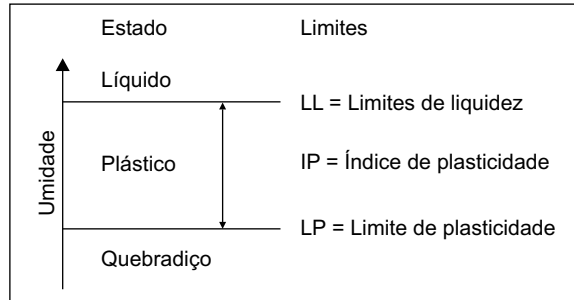 Estado Limites
Líquido
LL = Limites de liquidez
Umidade
Plástico
IP = Índice de plasticidade
LP = Limite de plasticidade
Quebradiço